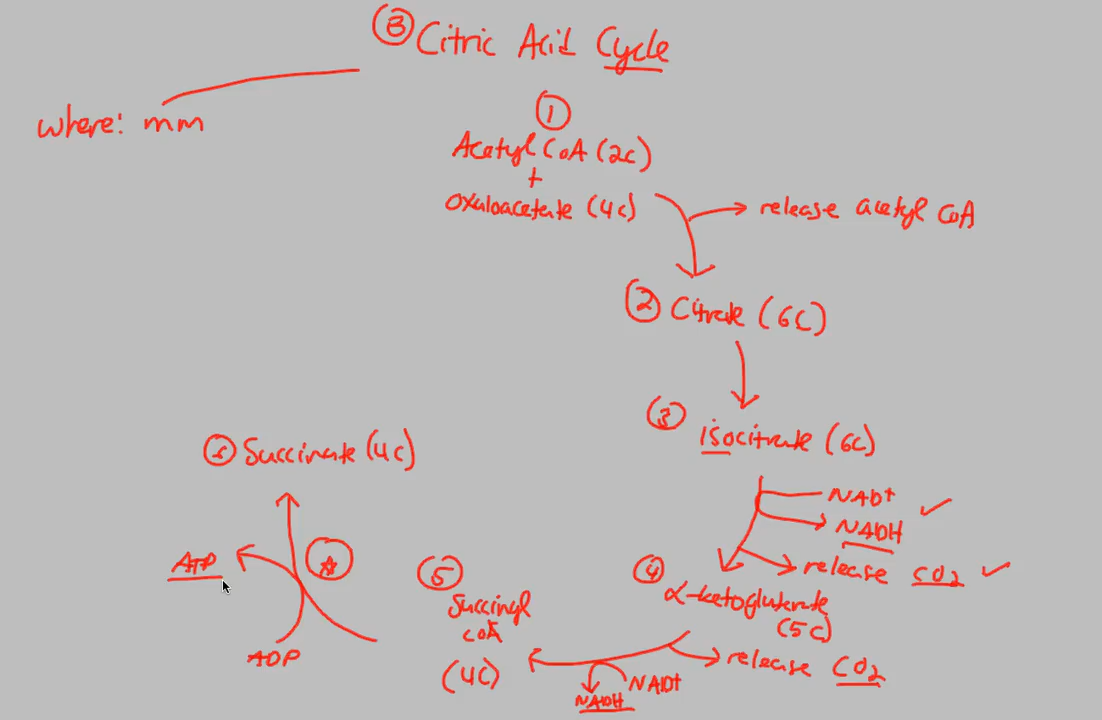 ③ Citric Acid Cycle
where: mm
①
Acetyl CoA (2C)
+
Oxaloacetate (4C)
release acetyl CoA
② Citrate (6C)
③ Isocitrate (6C)
NAD+
NADH
release CO2
④ α-ketogluterate
(5C)
release CO2
NAD+
NADH
⑤
Succinyl
CoA
(4C)
ADP
ATP
⑥ Succinate (4C)